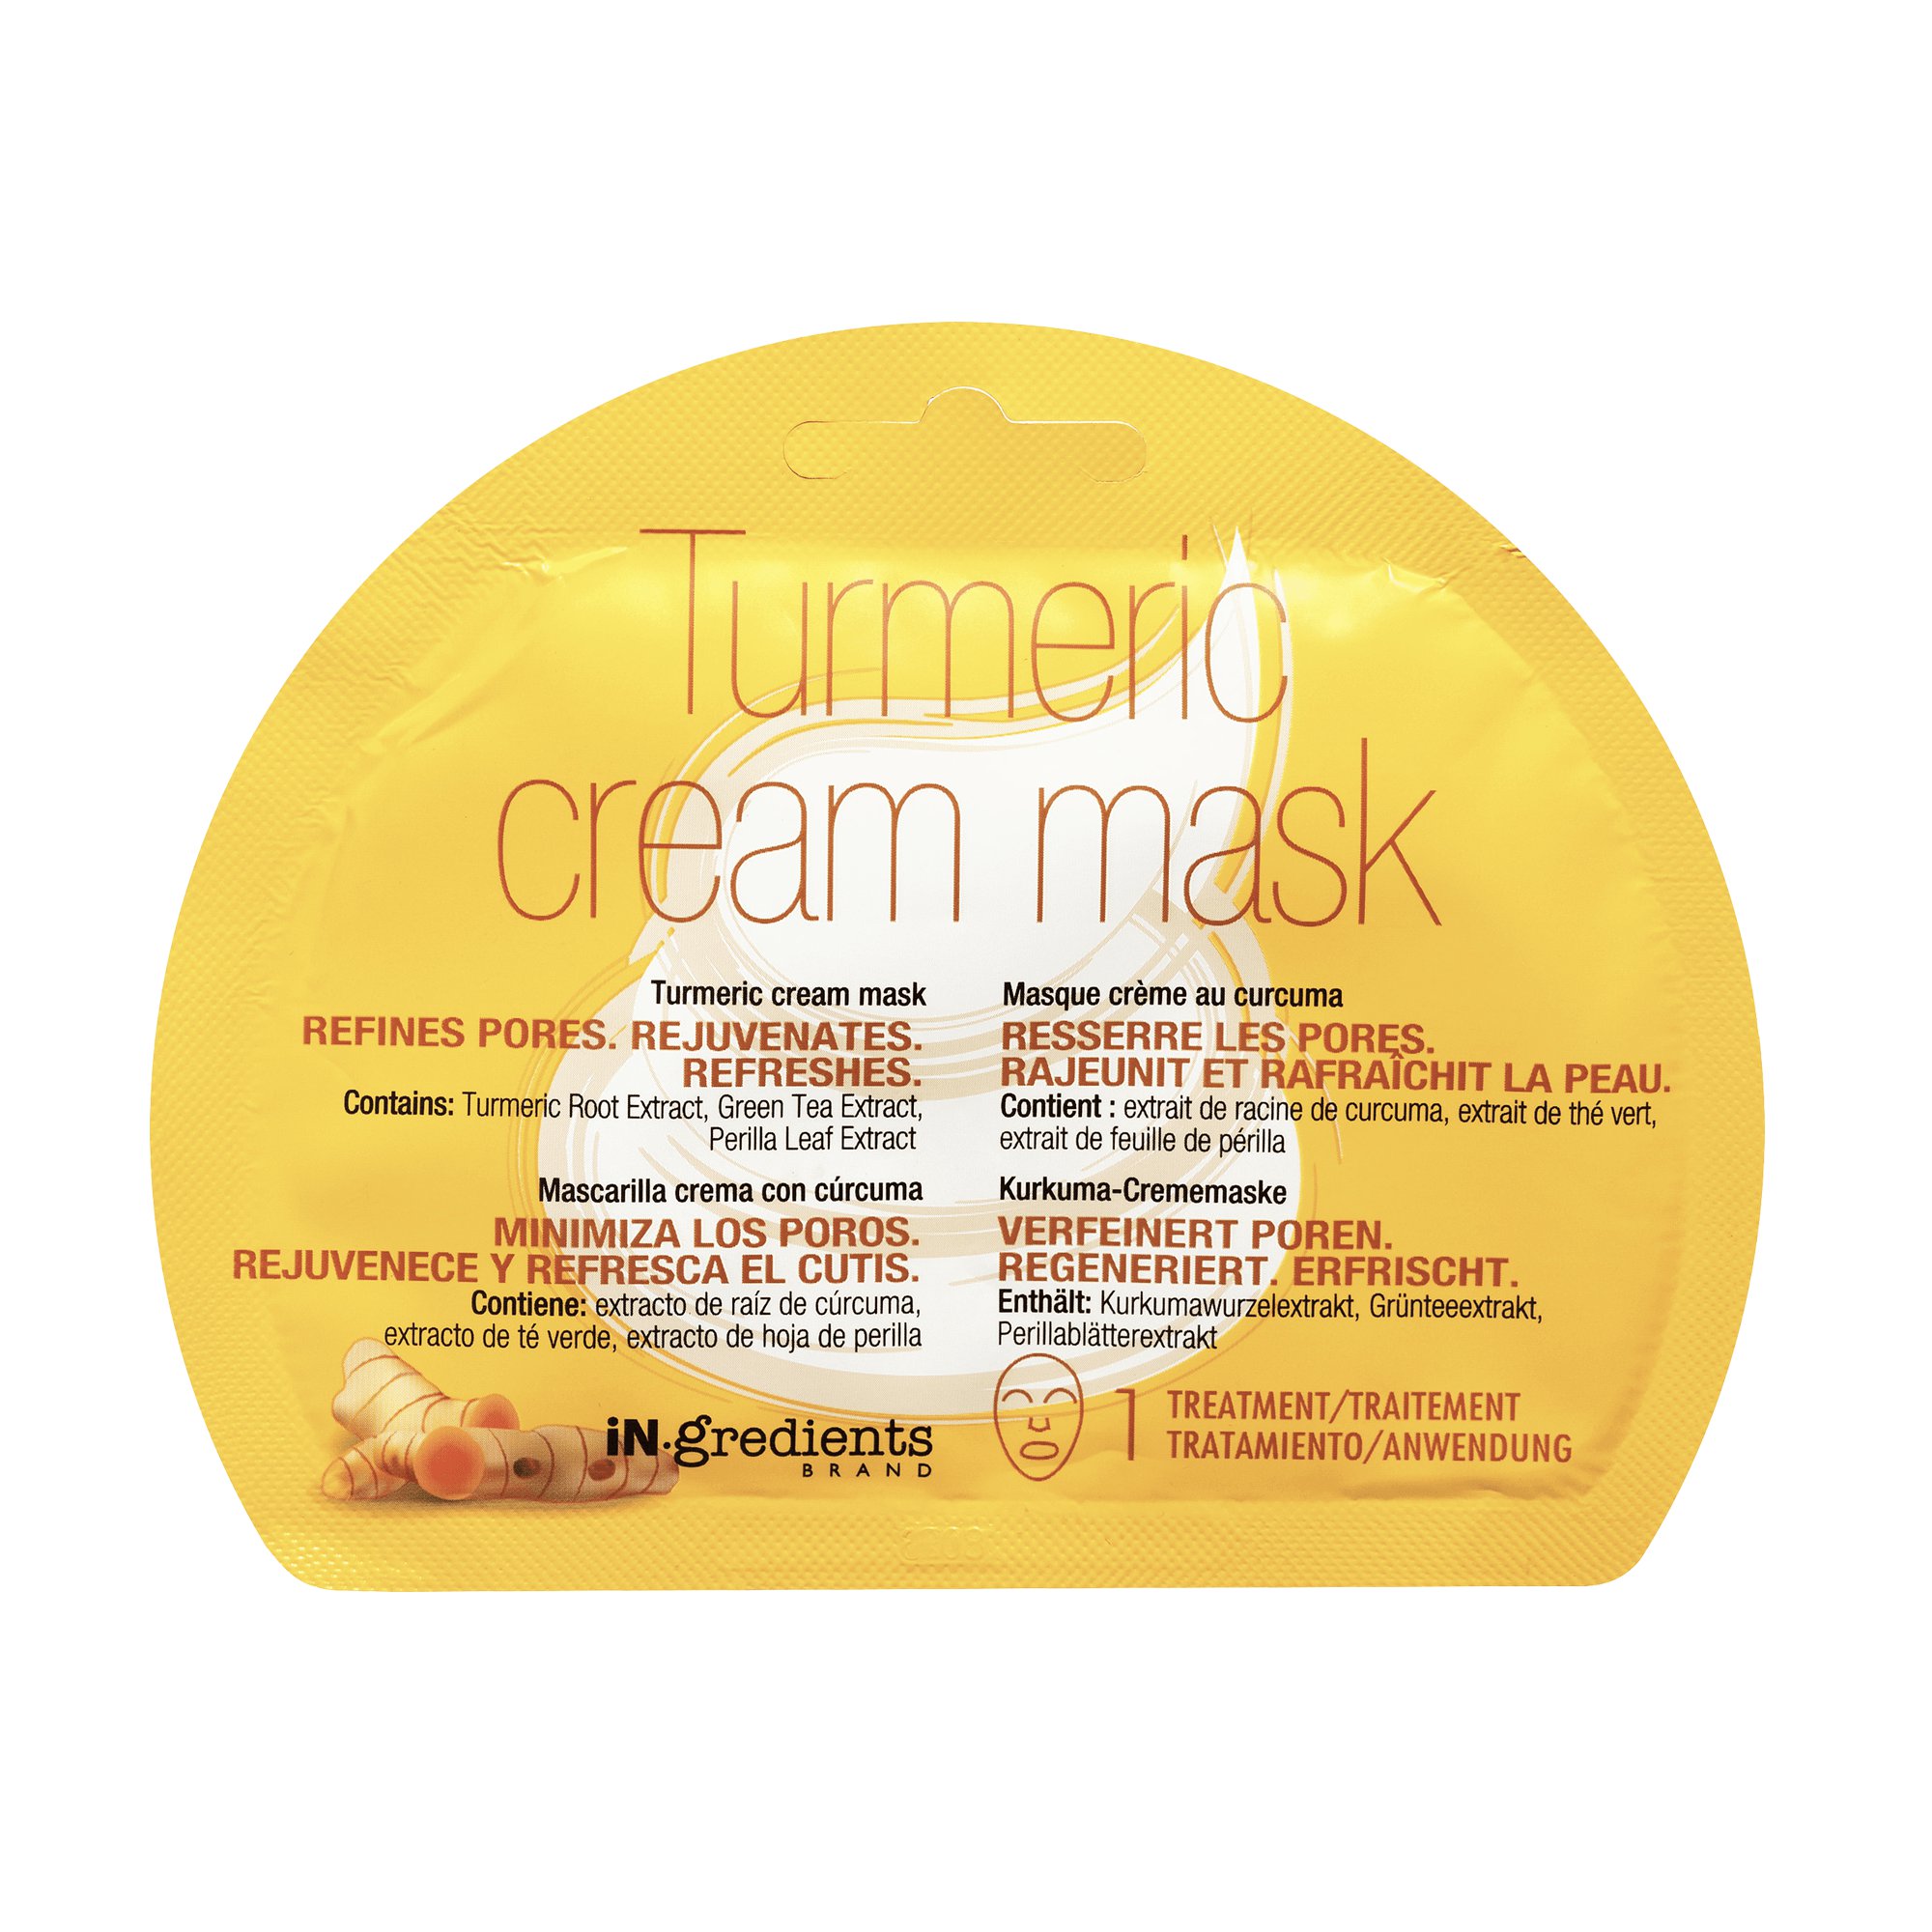 Turmeric
cream mask
Turmeric cream mask
REFINES PORES. REJUVENATES.
REFRESHES.
Contains: Turmeric Root Extract, Green Tea Extract,
Perilla Leaf Extract
Masque crème au curcuma
RESSERRE LES PORES.
RAJEUNIT ET RAFRAÎCHIT LA PEAU.
Contient : extrait de racine de curcuma, extrait de thé vert,
extrait de feuille de périlla
Mascarilla crema con cúrcuma
MINIMIZA LOS POROS.
REJUVENECE Y REFRESCA EL CUTIS.
Contiene: extracto de raíz de cúrcuma,
extracto de té verde, extracto de hoja de perilla
Kurkuma-Crememaske
VERFEINERT POREN.
REGENERIERT. ERFRISCHT.
Enthält: Kurkumawurzelextrakt, Grünteeextrakt,
Perillablätterextrakt
iN·gredients
BRAND
1 TREATMENT/TRAITEMENT
TRATAMIENTO/ANWENDUNG